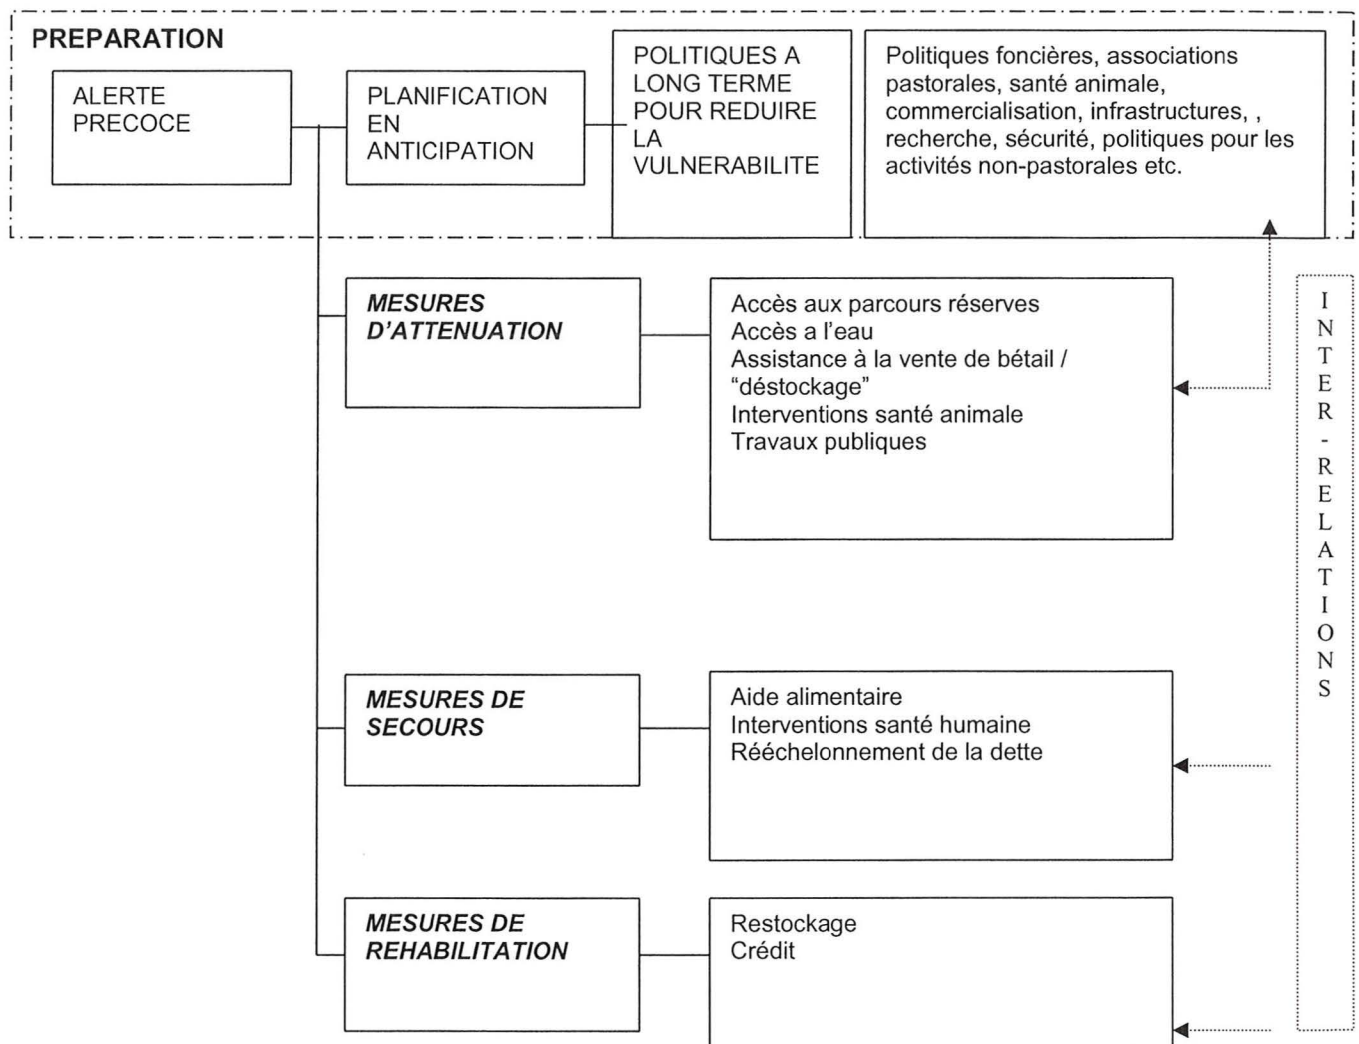 PREPARATION
ALERTE
PRECOCE
PLANIFICATION
EN
ANTICIPATION
POLITIQUES A
LONG TERME
POUR REDUIRE
LA
VULNERABILITE
Politiques foncières, associations
pastorales, santé animale,
commercialisation, infrastructures, ,
recherche, sécurité, politiques pour les
activités non-pastorales etc.
MESURES
D'ATTENUATION
Accès aux parcours réserves
Accès a l'eau
Assistance à la vente de bétail /
“déstockage”
Interventions santé animale
Travaux publiques
MESURES DE
SECOURS
Aide alimentaire
Interventions santé humaine
Rééchelonnement de la dette
MESURES DE
REHABILITATION
Restockage
Crédit
INTER-RELATIONS